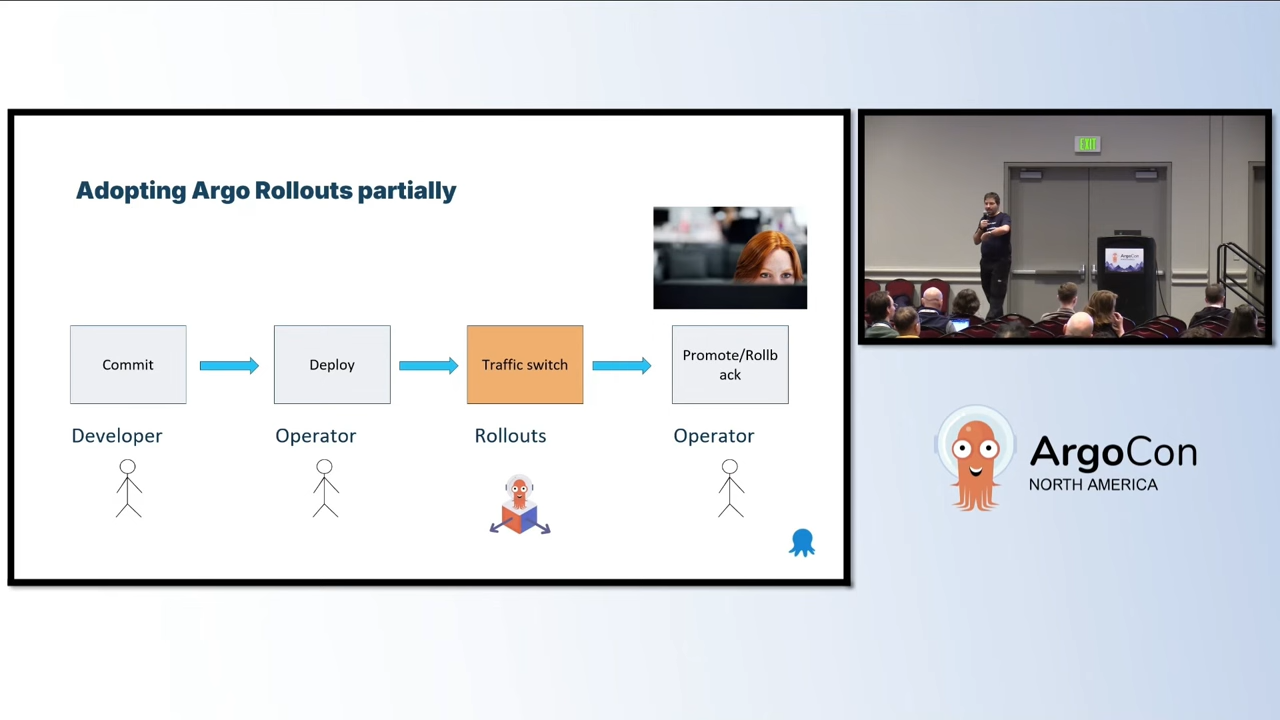 Adopting Argo Rollouts partially
Commit
Deploy
Traffic switch
Promote/Rollb
ack
Developer
Operator
Rollouts
Operator
EXIT
ArgoCon
ArgoCon
NORTH AMERICA